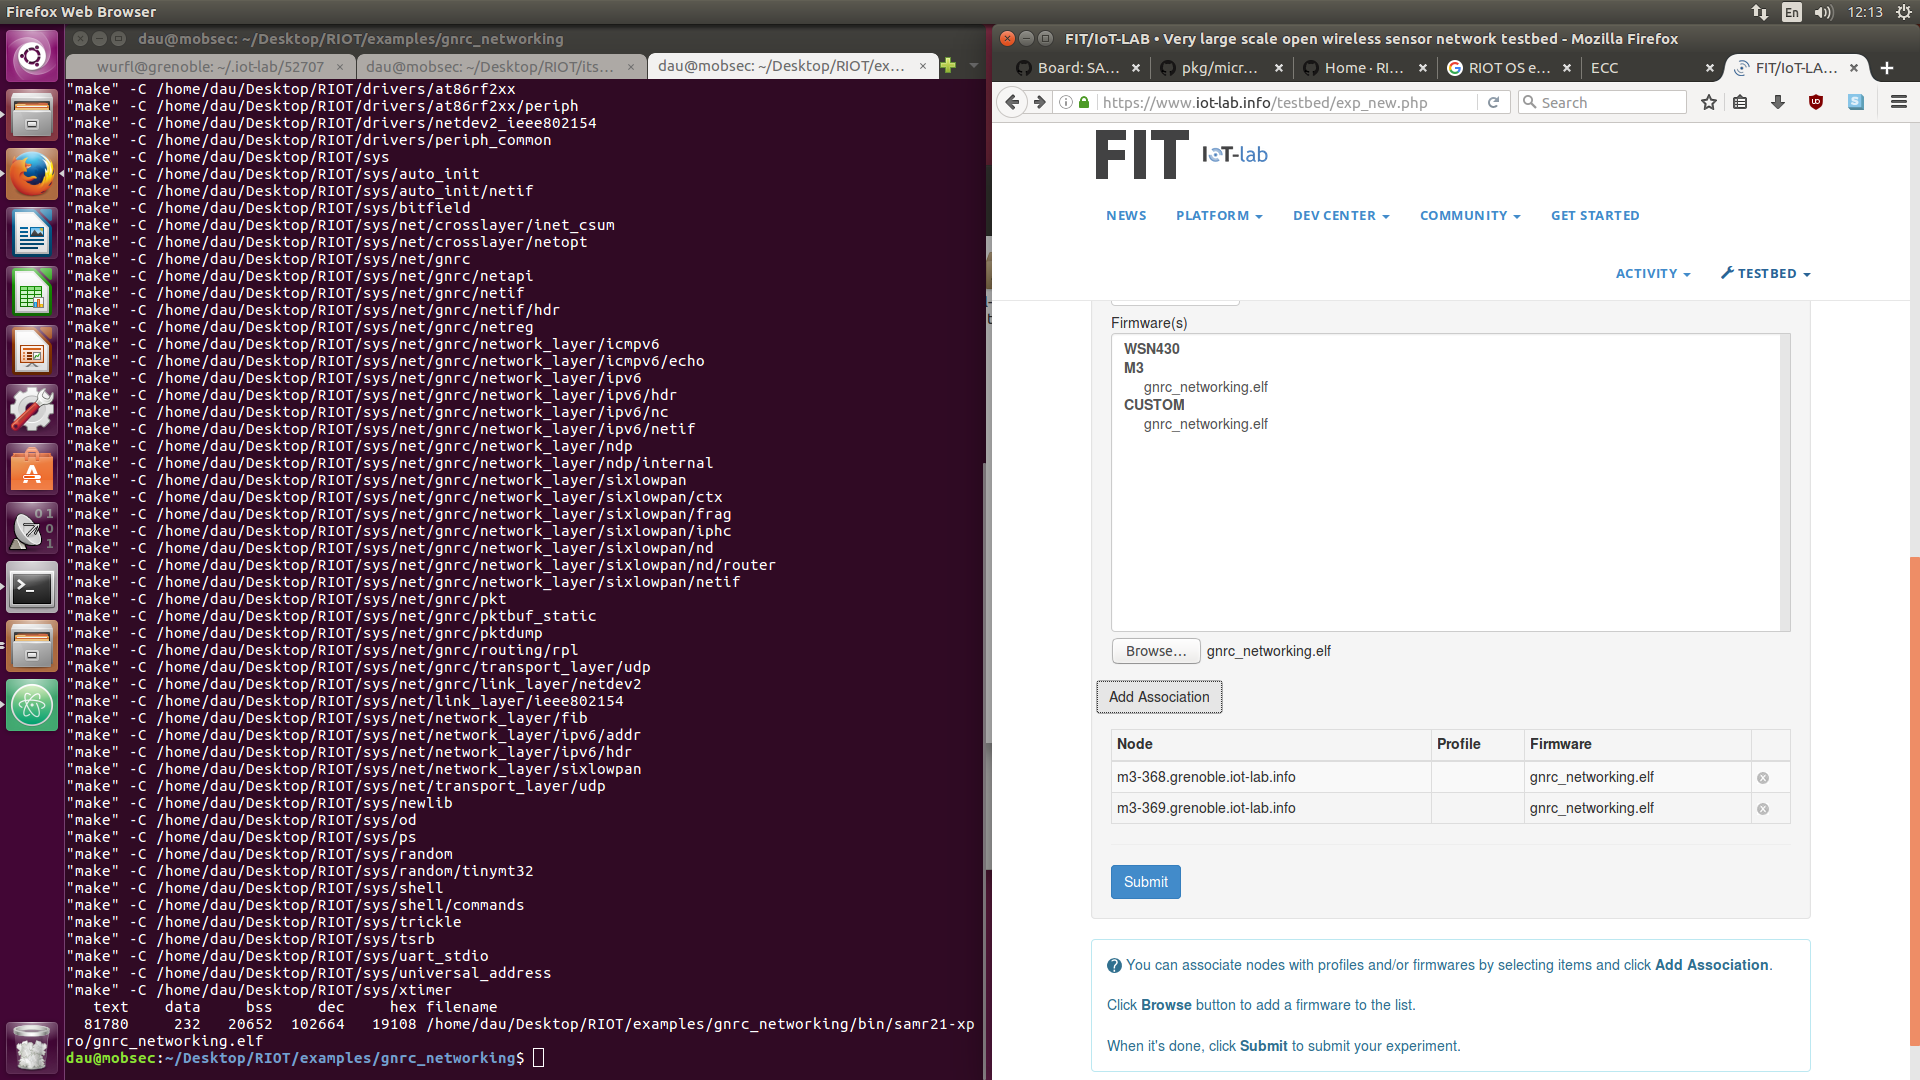 Firefox Web Browser
En
12:13
dau@mobsec: ~/Desktop/RIOT/examples/gnrc_networking
wurfl@grenoble: ~/.iot-lab/52707 ×
dau@mobsec: ~/Desktop/RIOT/its... ×
dau@mobsec: ~/Desktop/RIOT/ex... ×
"make" -C /home/dau/Desktop/RIOT/drivers/at86rf2xx
"make" -C /home/dau/Desktop/RIOT/drivers/at86rf2xx/periph
"make" -C /home/dau/Desktop/RIOT/drivers/netdev2_ieee802154
"make" -C /home/dau/Desktop/RIOT/drivers/periph_common
"make" -C /home/dau/Desktop/RIOT/sys
"make" -C /home/dau/Desktop/RIOT/sys/auto_init
"make" -C /home/dau/Desktop/RIOT/sys/auto_init/netif
"make" -C /home/dau/Desktop/RIOT/sys/bitfield
"make" -C /home/dau/Desktop/RIOT/sys/net/crosslayer/inet_csum
"make" -C /home/dau/Desktop/RIOT/sys/net/crosslayer/netopt
"make" -C /home/dau/Desktop/RIOT/sys/net/gnrc
"make" -C /home/dau/Desktop/RIOT/sys/net/gnrc/netapi
"make" -C /home/dau/Desktop/RIOT/sys/net/gnrc/netif
"make" -C /home/dau/Desktop/RIOT/sys/net/gnrc/netif/hdr
"make" -C /home/dau/Desktop/RIOT/sys/net/gnrc/netreg
"make" -C /home/dau/Desktop/RIOT/sys/net/gnrc/network_layer/icmpv6
"make" -C /home/dau/Desktop/RIOT/sys/net/gnrc/network_layer/icmpv6/echo
"make" -C /home/dau/Desktop/RIOT/sys/net/gnrc/network_layer/ipv6
"make" -C /home/dau/Desktop/RIOT/sys/net/gnrc/network_layer/ipv6/hdr
"make" -C /home/dau/Desktop/RIOT/sys/net/gnrc/network_layer/ipv6/nc
"make" -C /home/dau/Desktop/RIOT/sys/net/gnrc/network_layer/ipv6/netif
"make" -C /home/dau/Desktop/RIOT/sys/net/gnrc/network_layer/ndp
"make" -C /home/dau/Desktop/RIOT/sys/net/gnrc/network_layer/ndp/internal
"make" -C /home/dau/Desktop/RIOT/sys/net/gnrc/network_layer/sixlowpan
"make" -C /home/dau/Desktop/RIOT/sys/net/gnrc/network_layer/sixlowpan/ctx
"make" -C /home/dau/Desktop/RIOT/sys/net/gnrc/network_layer/sixlowpan/frag
"make" -C /home/dau/Desktop/RIOT/sys/net/gnrc/network_layer/sixlowpan/iphc
"make" -C /home/dau/Desktop/RIOT/sys/net/gnrc/network_layer/sixlowpan/nd
"make" -C /home/dau/Desktop/RIOT/sys/net/gnrc/network_layer/sixlowpan/nd/router
"make" -C /home/dau/Desktop/RIOT/sys/net/gnrc/network_layer/sixlowpan/netif
"make" -C /home/dau/Desktop/RIOT/sys/net/gnrc/pkt
"make" -C /home/dau/Desktop/RIOT/sys/net/gnrc/pktbuf_static
"make" -C /home/dau/Desktop/RIOT/sys/net/gnrc/pktdump
"make" -C /home/dau/Desktop/RIOT/sys/net/gnrc/routing/rpl
"make" -C /home/dau/Desktop/RIOT/sys/net/gnrc/transport_layer/udp
"make" -C /home/dau/Desktop/RIOT/sys/net/gnrc/link_layer/netdev2
"make" -C /home/dau/Desktop/RIOT/sys/net/link_layer/ieee802154
"make" -C /home/dau/Desktop/RIOT/sys/net/network_layer/fib
"make" -C /home/dau/Desktop/RIOT/sys/net/network_layer/ipv6/addr
"make" -C /home/dau/Desktop/RIOT/sys/net/network_layer/ipv6/hdr
"make" -C /home/dau/Desktop/RIOT/sys/net/network_layer/sixlowpan
"make" -C /home/dau/Desktop/RIOT/sys/net/transport_layer/udp
"make" -C /home/dau/Desktop/RIOT/sys/newlib
"make" -C /home/dau/Desktop/RIOT/sys/od
"make" -C /home/dau/Desktop/RIOT/sys/ps
"make" -C /home/dau/Desktop/RIOT/sys/random
"make" -C /home/dau/Desktop/RIOT/sys/random/tinymt32
"make" -C /home/dau/Desktop/RIOT/sys/shell
"make" -C /home/dau/Desktop/RIOT/sys/shell/commands
"make" -C /home/dau/Desktop/RIOT/sys/trickle
"make" -C /home/dau/Desktop/RIOT/sys/tsrb
"make" -C /home/dau/Desktop/RIOT/sys/uart_stdio
"make" -C /home/dau/Desktop/RIOT/sys/universal_address
"make" -C /home/dau/Desktop/RIOT/sys/xtimer
text data bss dec hex filename
81780 232 20652 102664 19108 /home/dau/Desktop/RIOT/examples/gnrc_networking/bin/samr21-xp
ro/gnrc_networking.elf
dau@mobsec:~/Desktop/RIOT/examples/gnrc_networking$
FIT/IoT-LAB • Very large scale open wireless sensor network testbed - Mozilla Firefox
Board: SA... ×
pkg/micr... ×
Home · RI... ×
RIOT OS e... ×
ECC ×
FIT/IoT-LA... ×
https://www.iot-lab.info/testbed/exp_new.php
Search
FIT IoT-lab
NEWS PLATFORM DEV CENTER COMMUNITY GET STARTED
ACTIVITY TESTBED
Firmware(s)
WSN430
M3
gnrc_networking.elf
CUSTOM
gnrc_networking.elf
Browse... gnrc_networking.elf
Add Association
Node Profile Firmware
m3-368.grenoble.iot-lab.info gnrc_networking.elf
m3-369.grenoble.iot-lab.info gnrc_networking.elf
Submit
You can associate nodes with profiles and/or firmwares by selecting items and click Add Association.
Click Browse button to add a firmware to the list.
When it's done, click Submit to submit your experiment.